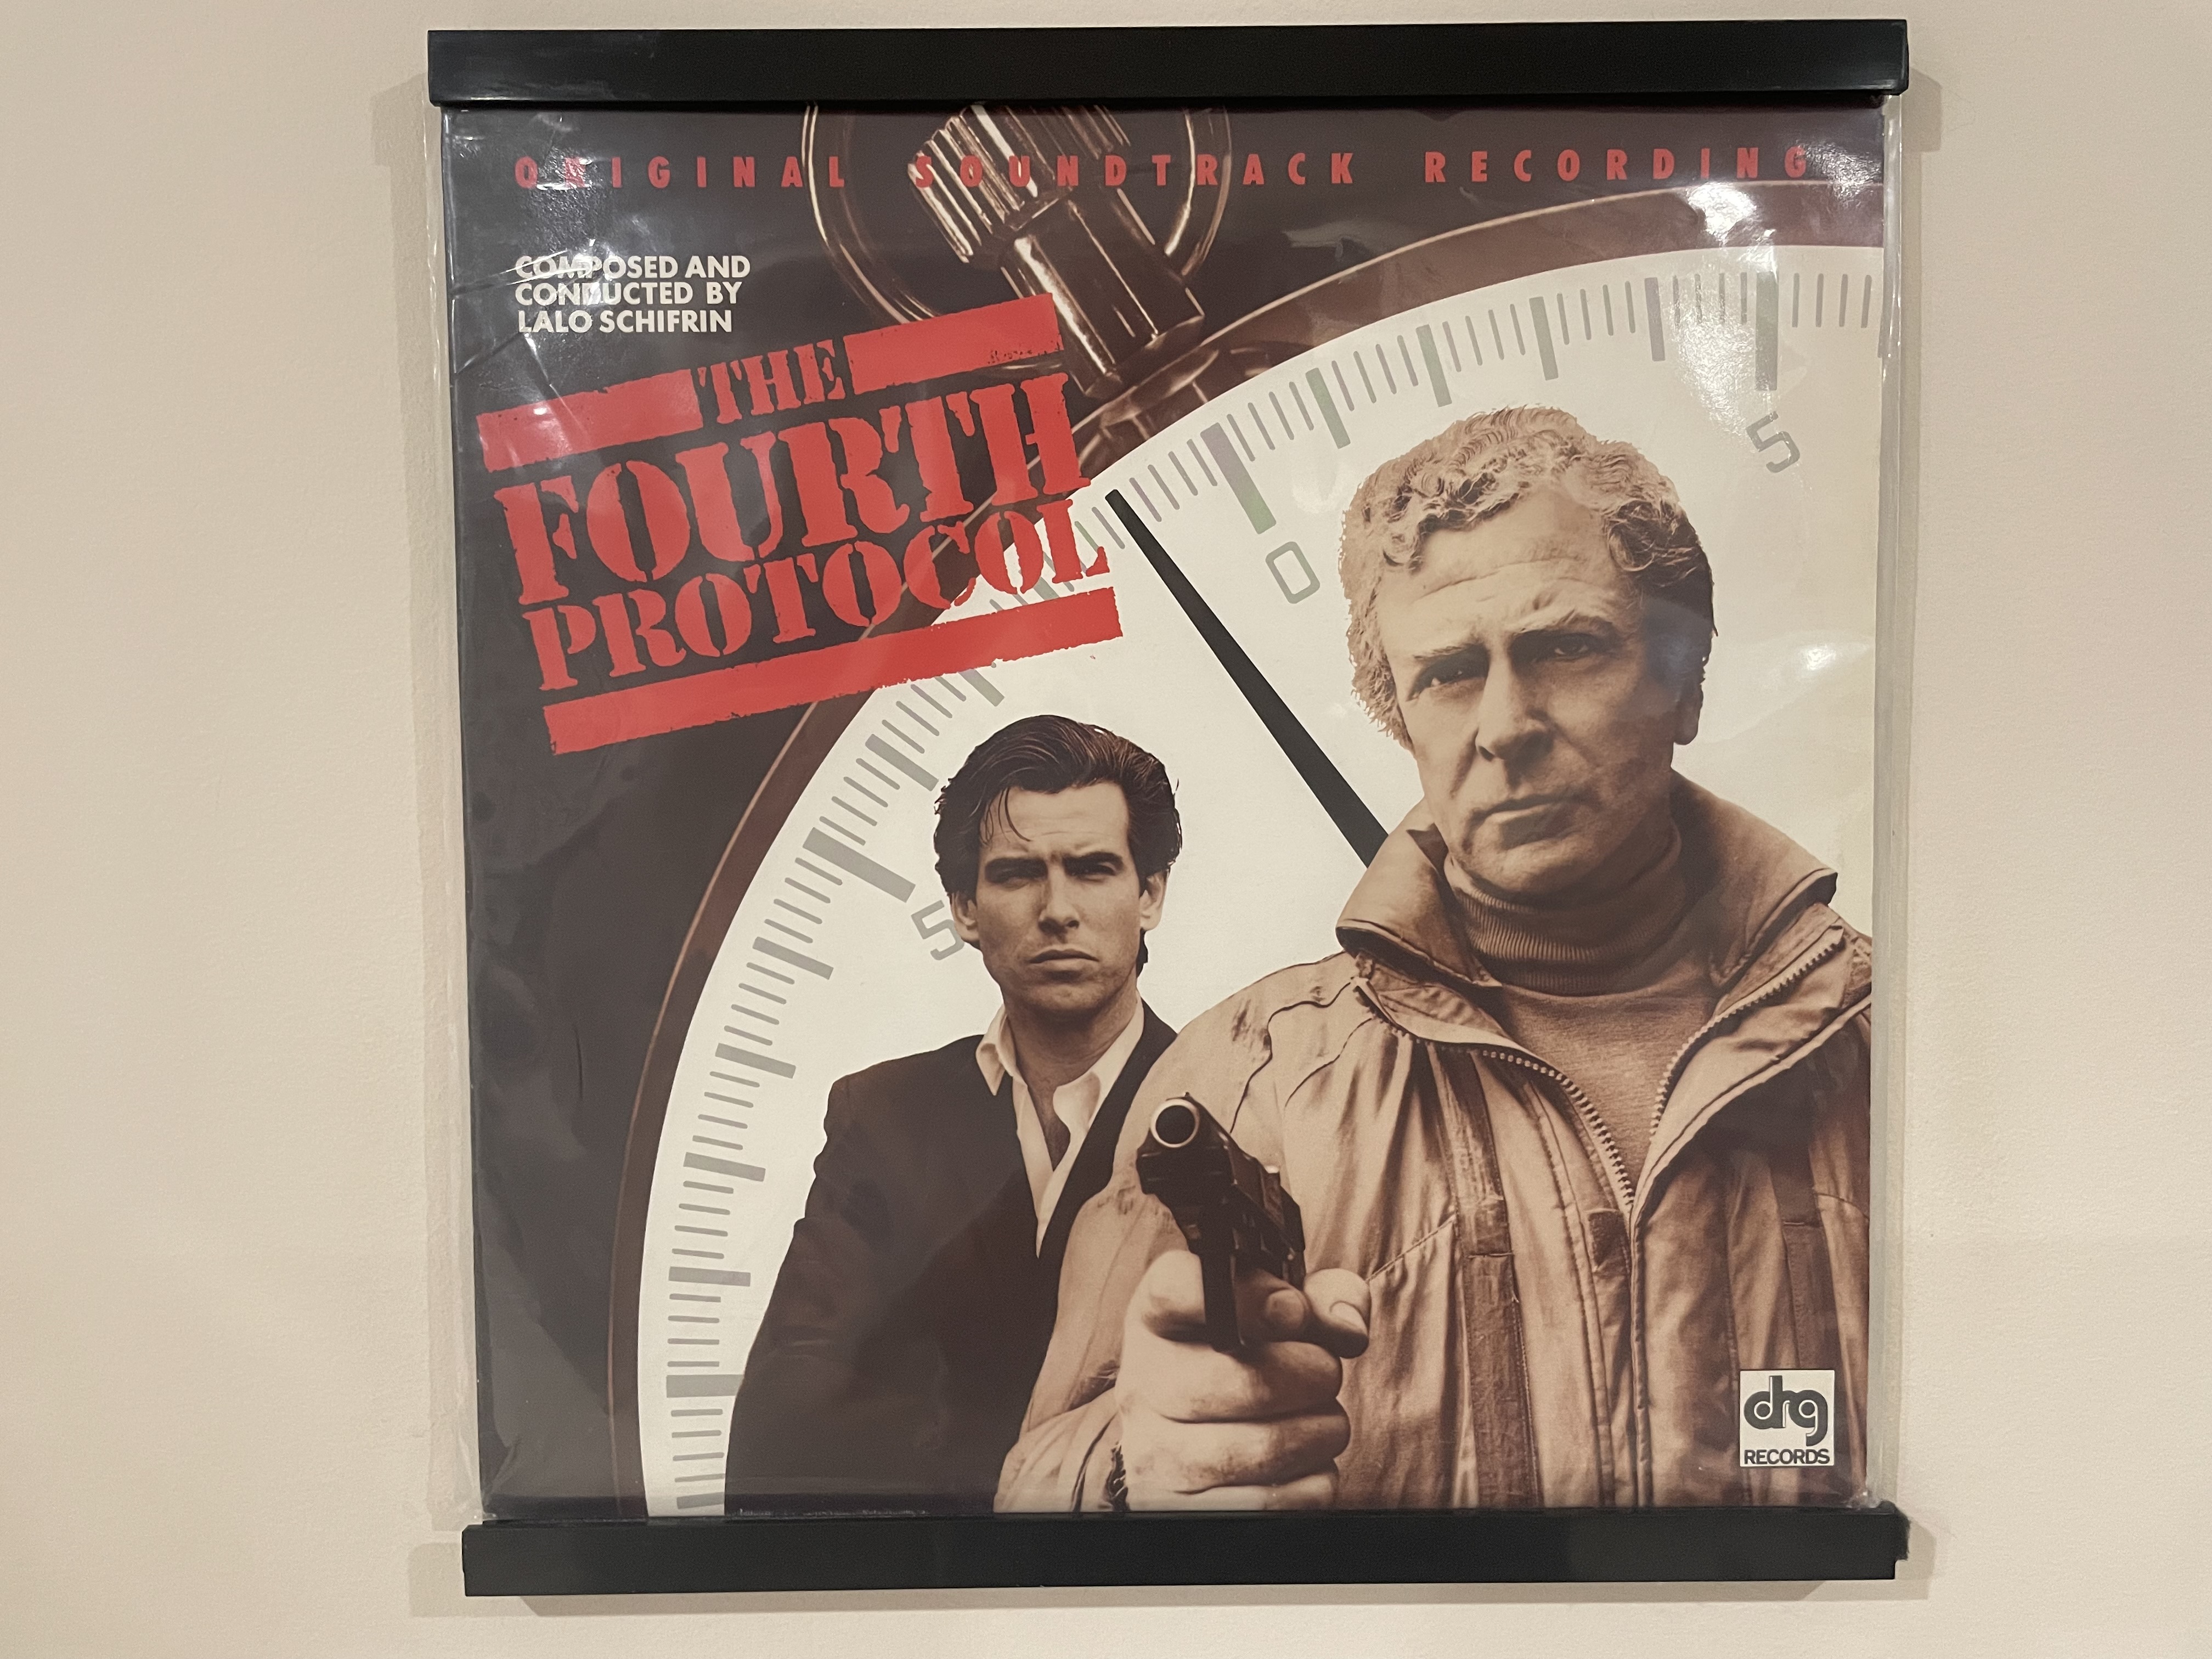 ORIGINAL SOUNDTRACK RECORDING
COMPOSED AND
CONDUCTED BY
LALO SCHIFRIN
THE
FOURTH
PROTOCOL
5
0
5
drg
RECORDS